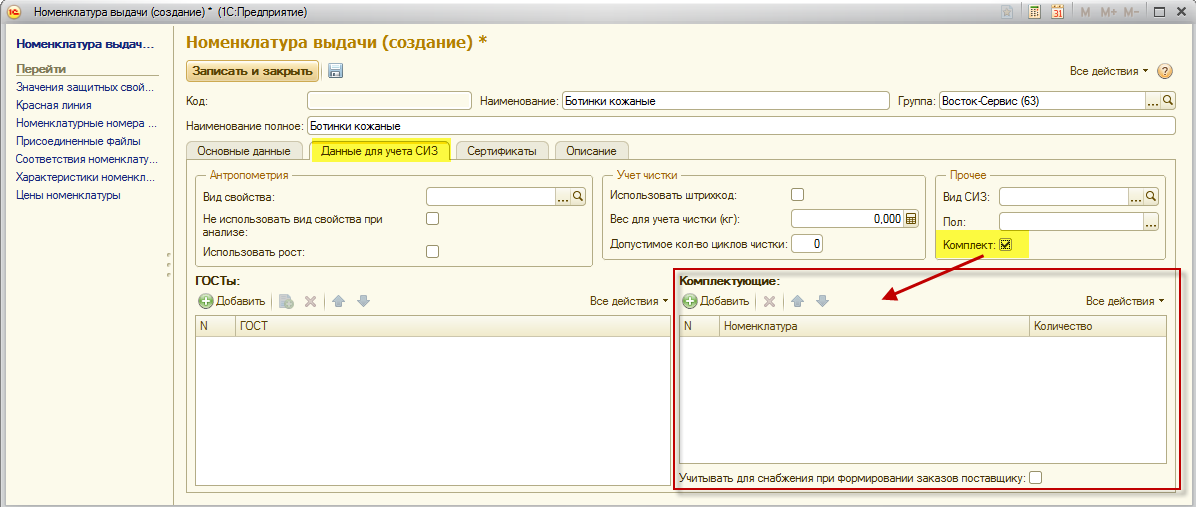 Номенклатура выдачи (создание) * (1С:Предприятие)
M M+ M-
Номенклатура выдач...
Перейти
Значения защитных свой...
Красная линия
Номенклатурные номера ...
Присоединенные файлы
Соответствия номенклату...
Характеристики номенкл...
Цены номенклатуры
Номенклатура выдачи (создание) *
Записать и закрыть
Все действия
?
Код:
Наименование: Ботинки кожаные
Группа: Восток-Сервис (63)
Наименование полное: Ботинки кожаные
Основные данные
Данные для учета СИЗ
Сертификаты
Описание
Антропометрия
Вид свойства:
Не использовать вид свойства при
анализе:
Использовать рост:
Учет чистки
Использовать штрихкод:
Вес для учета чистки (кг): 0,000
Допустимое кол-во циклов чистки: 0
Прочее
Вид СИЗ:
Пол:
Комплект:
ГОСТы:
Добавить
Все действия
N ГОСТ
Комплектующие:
Добавить
Все действия
N Номенклатура Количество
Учитывать для снабжения при формировании заказов поставщику: